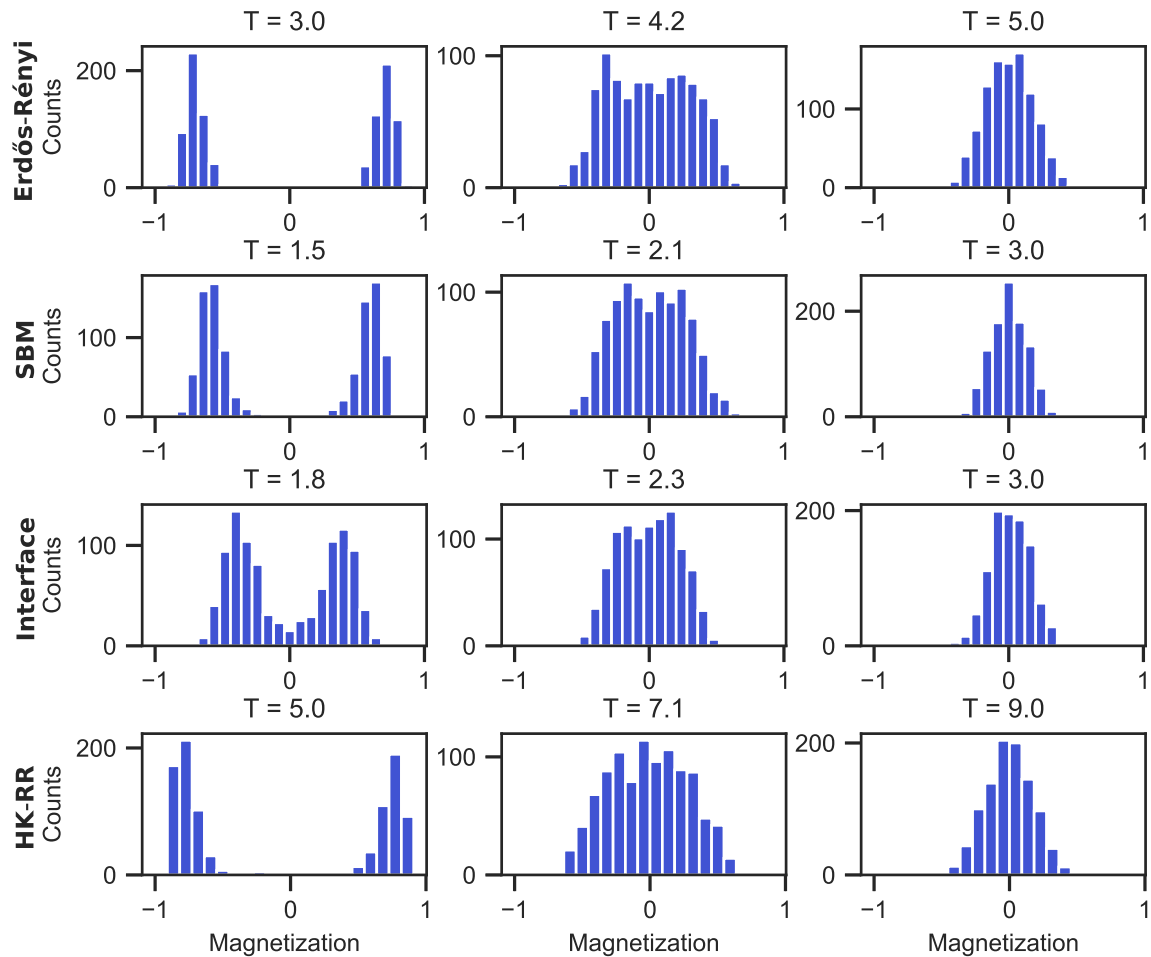 T = 3.0 T = 4.2 T = 5.0
Erdős-Rényi
Counts
200
0
100
0
100
0
−1 0 1 −1 0 1 −1 0 1
T = 1.5 T = 2.1 T = 3.0
SBM
Counts
100
0
100
0
200
0
−1 0 1 −1 0 1 −1 0 1
T = 1.8 T = 2.3 T = 3.0
Interface
Counts
100
0
100
0
200
0
−1 0 1 −1 0 1 −1 0 1
T = 5.0 T = 7.1 T = 9.0
HK-RR
Counts
200
0
100
0
200
0
−1 0 1 −1 0 1 −1 0 1
Magnetization Magnetization Magnetization